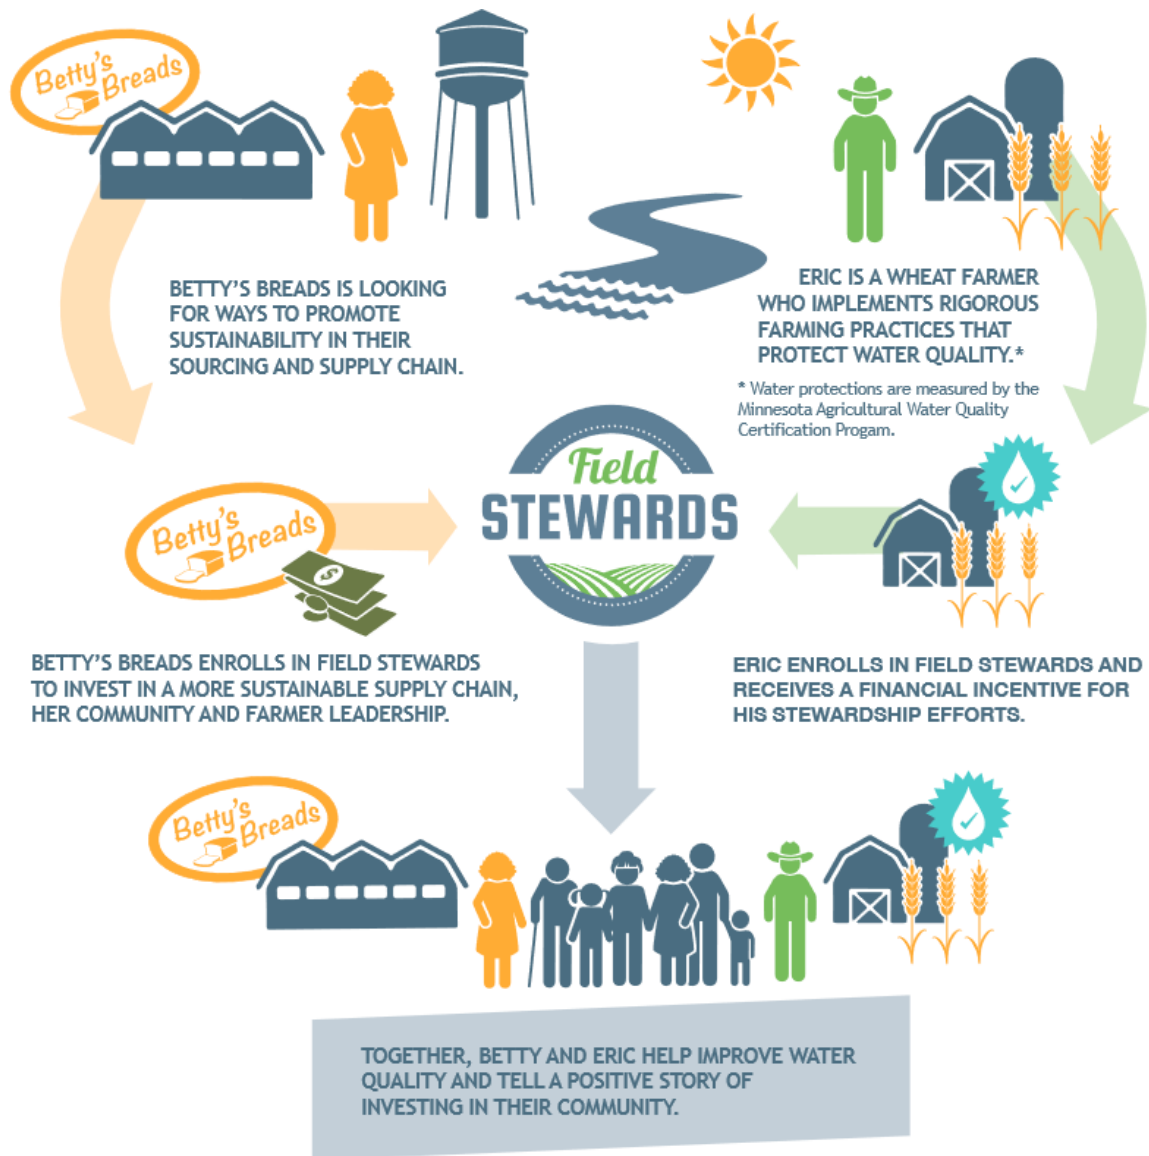 Betty's
Breads
BETTY'S BREADS IS LOOKING
FOR WAYS TO PROMOTE
SUSTAINABILITY IN THEIR
SOURCING AND SUPPLY CHAIN.
ERIC IS A WHEAT FARMER
WHO IMPLEMENTS RIGOROUS
FARMING PRACTICES THAT
PROTECT WATER QUALITY.*
* Water protections are measured by the
Minnesota Agricultural Water Quality
Certification Progam.
Field
STEWARDS
Betty's
Breads
$
BETTY'S BREADS ENROLLS IN FIELD STEWARDS
TO INVEST IN A MORE SUSTAINABLE SUPPLY CHAIN,
HER COMMUNITY AND FARMER LEADERSHIP.
ERIC ENROLLS IN FIELD STEWARDS AND
RECEIVES A FINANCIAL INCENTIVE FOR
HIS STEWARDSHIP EFFORTS.
Betty's
Breads
TOGETHER, BETTY AND ERIC HELP IMPROVE WATER
QUALITY AND TELL A POSITIVE STORY OF
INVESTING IN THEIR COMMUNITY.